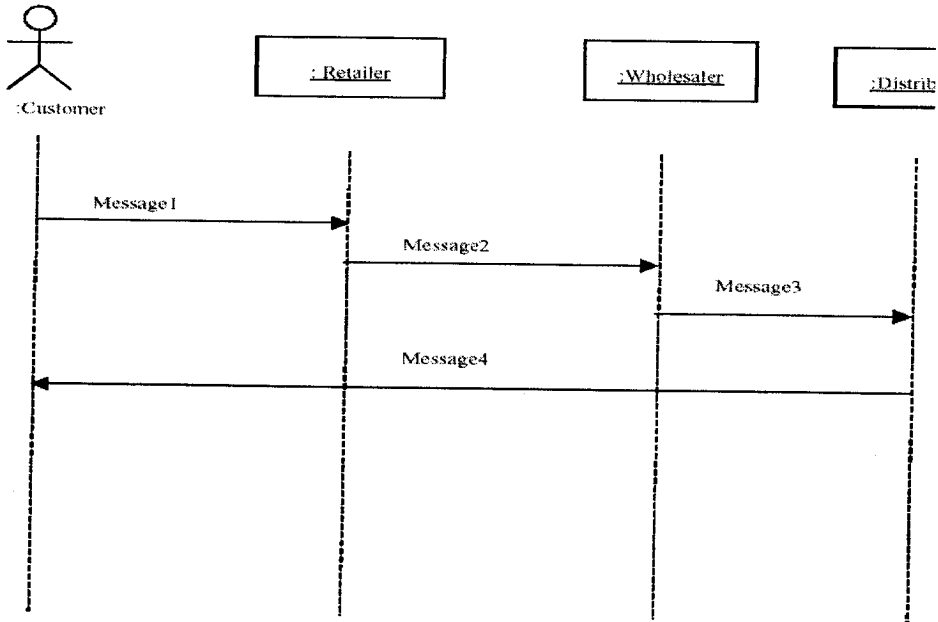 : Retailer
:Wholesaler
:Distrib
:Customer
Message1
Message2
Message3
Message4